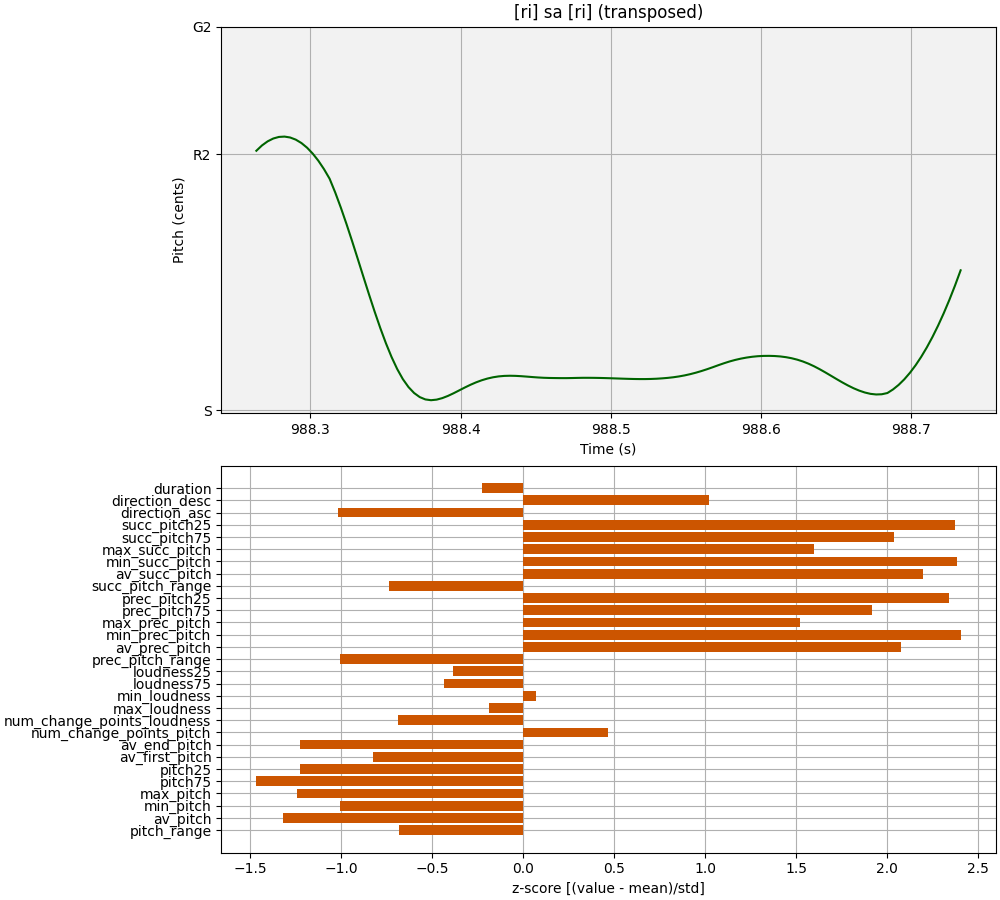 [ri] sa [ri] (transposed)
G2
R2
S
Pitch (cents)
988.3 988.4 988.5 988.6 988.7
Time (s)
duration
direction_desc
direction_asc
succ_pitch25
succ_pitch75
max_succ_pitch
min_succ_pitch
av_succ_pitch
succ_pitch_range
prec_pitch25
prec_pitch75
max_prec_pitch
min_prec_pitch
av_prec_pitch
prec_pitch_range
loudness25
loudness75
min_loudness
max_loudness
num_change_points_loudness
num_change_points_pitch
av_end_pitch
av_first_pitch
pitch25
pitch75
max_pitch
min_pitch
av_pitch
pitch_range
−1.5 −1.0 −0.5 0.0 0.5 1.0 1.5 2.0 2.5
z-score [(value - mean)/std]